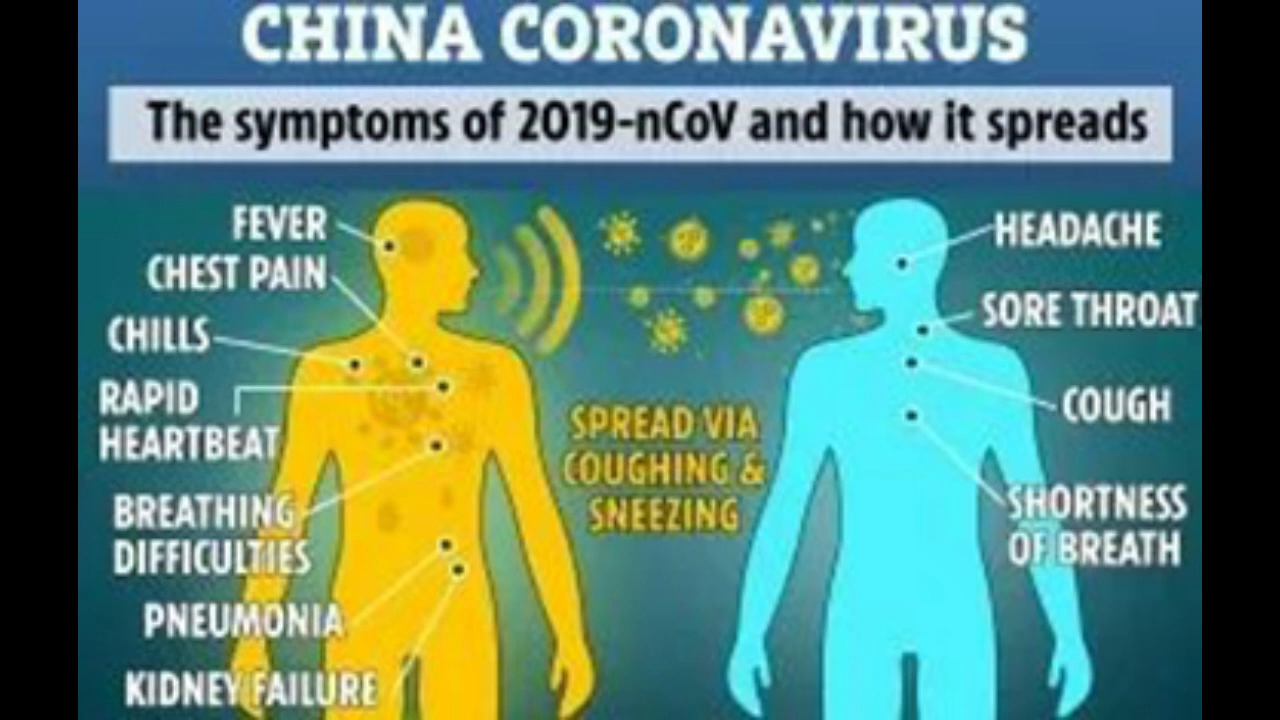 CHINA CORONAVIRUS
The symptoms of 2019-nCoV and how it spreads
FEVER
CHEST PAIN
CHILLS
RAPID
HEARTBEAT
BREATHING
DIFFICULTIES
PNEUMONIA
KIDNEY FAILURE
SPREAD VIA
COUGHING &
SNEEZING
HEADACHE
SORE THROAT
COUGH
SHORTNESS
OF BREATH